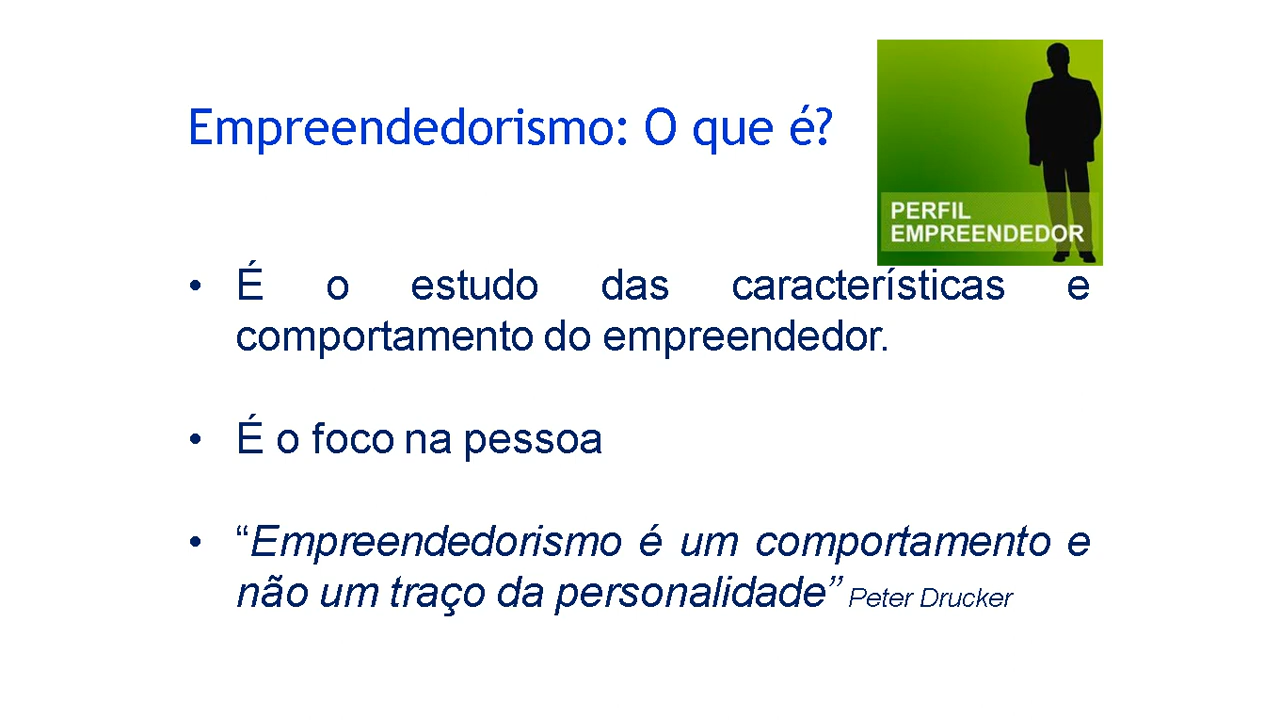 Empreendedorismo: O que é?
PERFIL
EMPREENDEDOR
• É o estudo das características e
comportamento do empreendedor.
• É o foco na pessoa
• “Empreendedorismo é um comportamento e
não um traço da personalidade” Peter Drucker